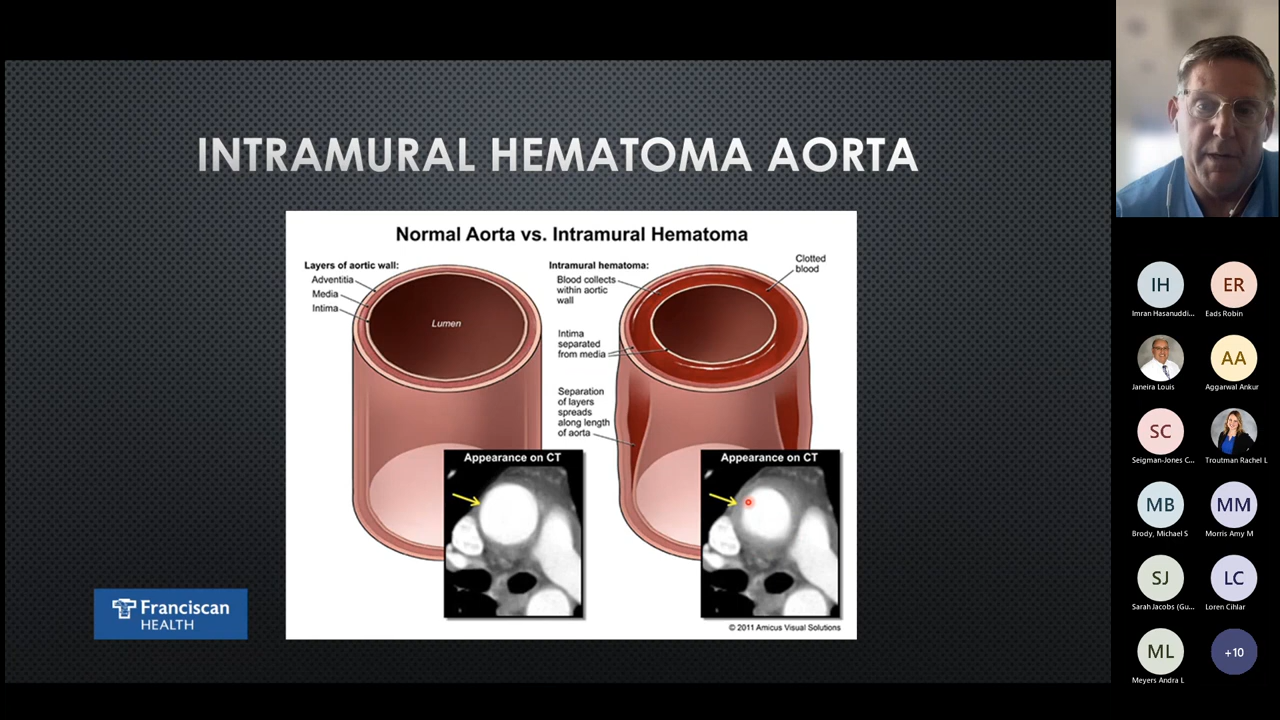 INTRAMURAL HEMATOMA AORTA
Normal Aorta vs. Intramural Hematoma
Layers of aortic wall:
Adventitia
Media
Intima
Lumen
Intramural hematoma:
Blood collects
within aortic
wall
Clotted
blood
Intima
separated
from media
Separation
of layers
spreads
along length
of aorta
Appearance on CT
Appearance on CT
© 2011 Amicus Visual Solutions
Franciscan
HEALTH
IH
Imran Hasanuddi...
ER
Eads Robin
Janeira Louis
AA
Aggarwal Ankur
SC
Seigman-Jones C...
Troutman Rachel L
MB
Brody, Michael S
MM
Morris Amy M
SJ
Sarah Jacobs (Gu...
LC
Loren Cihlar
ML
Meyers Andra L
+10